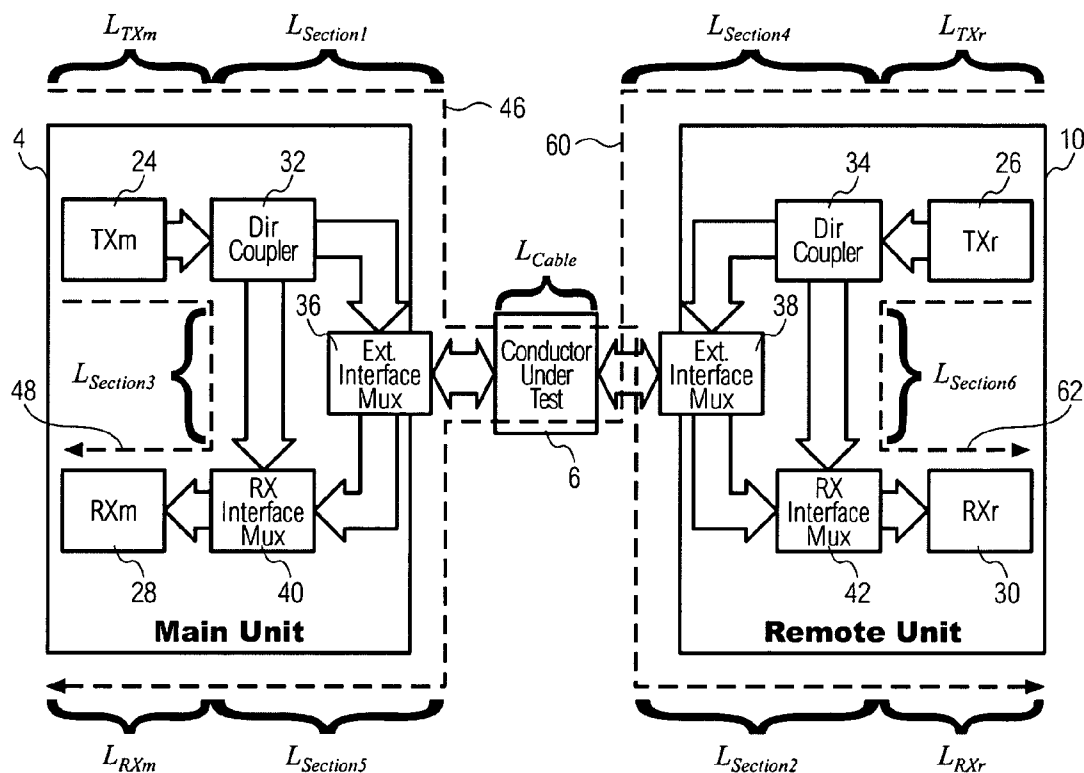 L_TXm L_Section1 L_Section4 L_TXr
46
60
4 10
24 32 34 26
TXm
Dir
Coupler
Dir
Coupler
TXr
L_Cable
36 38
Ext.
Interface
Mux
Conductor
Under
Test
Ext.
Interface
Mux
L_Section3 L_Section6
48 62
6
RXm
RX
Interface
Mux
RX
Interface
Mux
RXr
28 40 42 30
Main Unit Remote Unit
L_RXm L_Section5 L_Section2 L_RXr